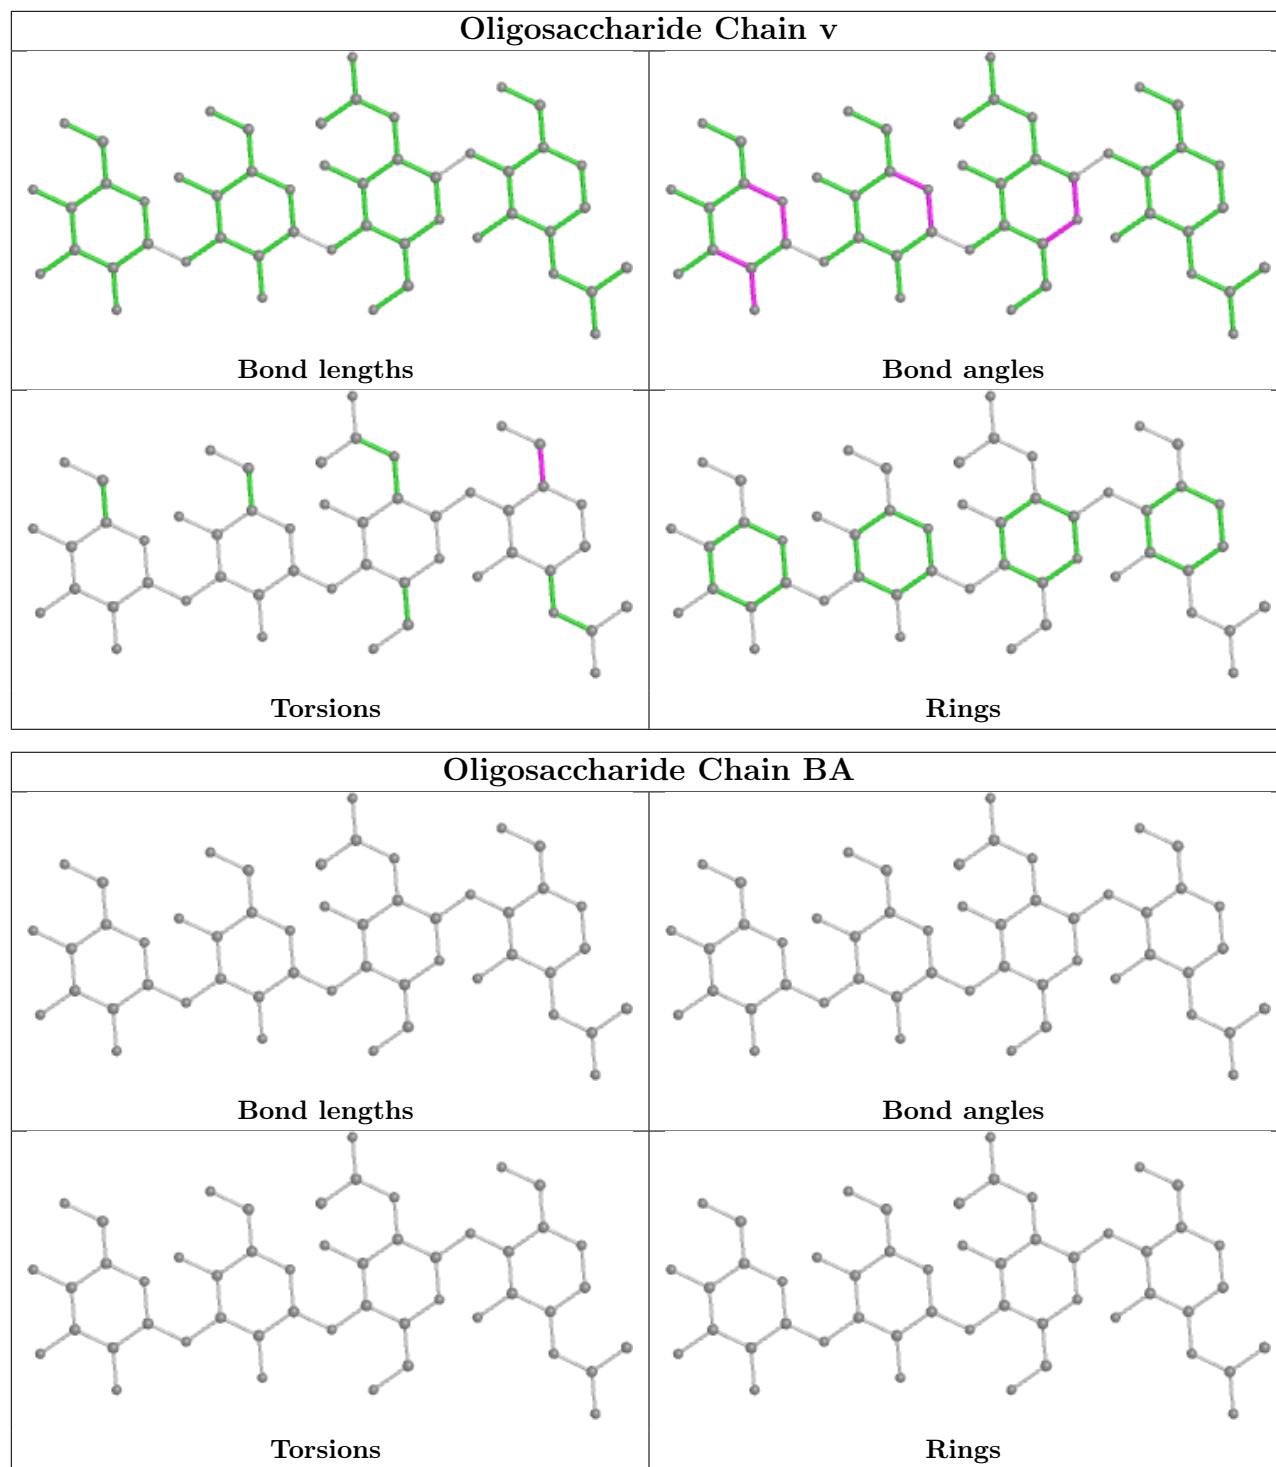 Oligosaccharide Chain v
Bond lengths
Bond angles
Torsions
Rings
Oligosaccharide Chain BA
Bond lengths
Bond angles
Torsions
Rings